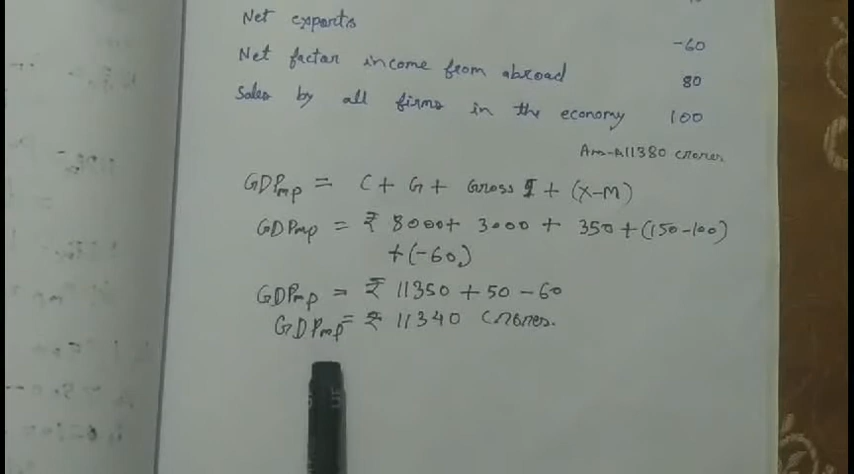 Net exports
-60
Net factor income from abroad 80
Sales by all firms in the economy 100
Ans-₹11380 crores.
GDPmp = C + G + Gross I + (X-M)
GDPmp = ₹ 8000+ 3000 + 350 + (150-100)
+(-60)
GDPmp = ₹ 11350 + 50 - 60
GDPmp = ₹ 11340 Crores.